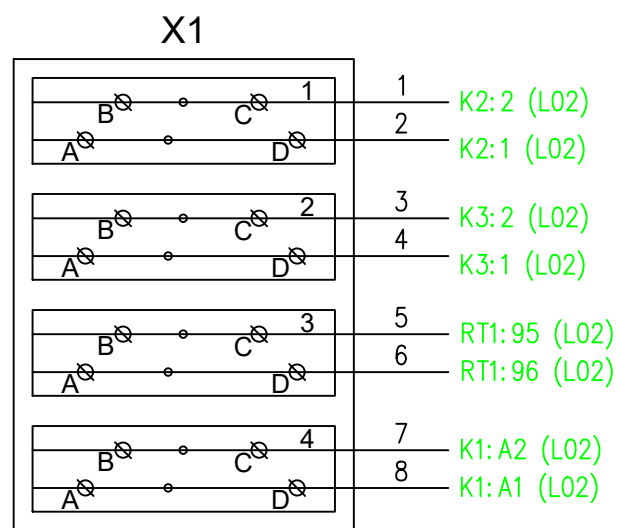 X1
1 1 K2:2 (L02)
B C
2 K2:1 (L02)
A D
2 3 K3:2 (L02)
B C
4 K3:1 (L02)
A D
3 5 RT1:95 (L02)
B C
6 RT1:96 (L02)
A D
4 7 K1:A2 (L02)
B C
8 K1:A1 (L02)
A D